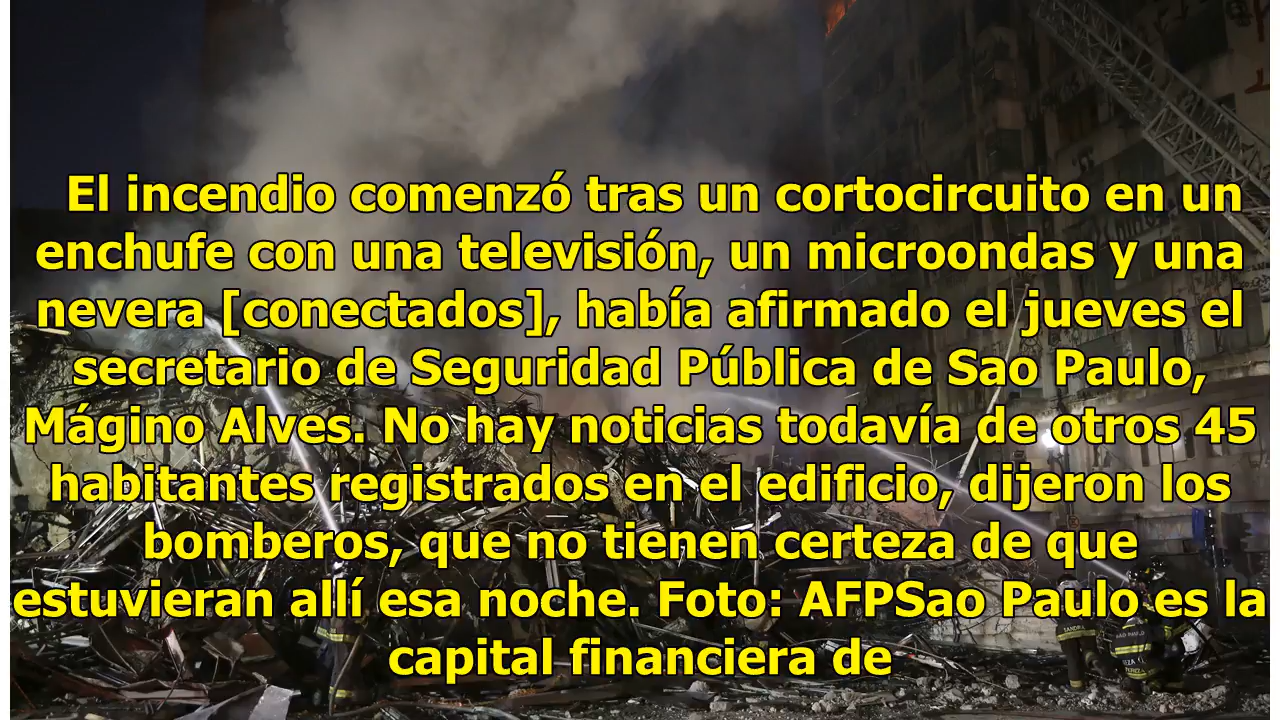 El incendio comenzó tras un cortocircuito en un
enchufe con una televisión, un microondas y una
nevera [conectados], había afirmado el jueves el
secretario de Seguridad Pública de Sao Paulo,
Mágino Alves. No hay noticias todavía de otros 45
habitantes registrados en el edificio, dijeron los
bomberos, que no tienen certeza de que
estuvieran allí esa noche. Foto: AFPSao Paulo es la
capital financiera de